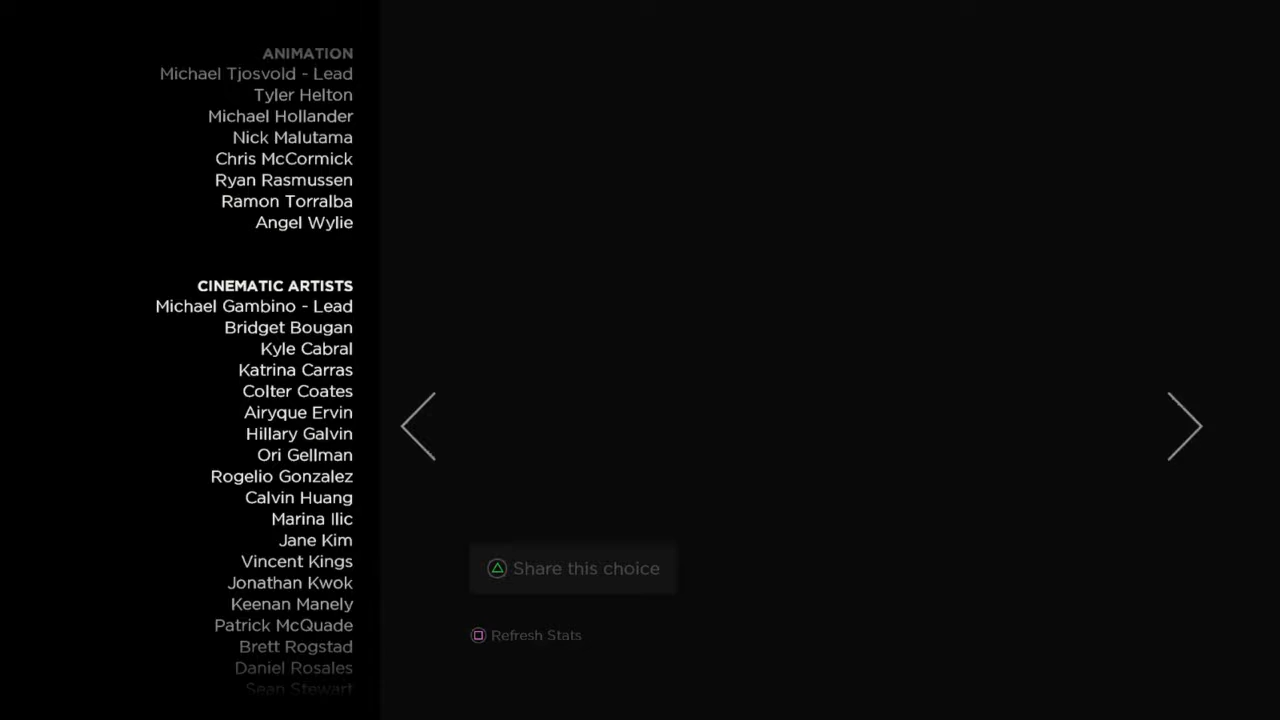 ANIMATION
Michael Tjosvold - Lead
Tyler Helton
Michael Hollander
Nick Malutama
Chris McCormick
Ryan Rasmussen
Ramon Torralba
Angel Wylie
CINEMATIC ARTISTS
Michael Gambino - Lead
Bridget Bougan
Kyle Cabral
Katrina Carras
Colter Coates
Airyque Ervin
Hillary Galvin
Ori Gellman
Rogelio Gonzalez
Calvin Huang
Marina Ilic
Jane Kim
Vincent Kings
Jonathan Kwok
Keenan Manely
Patrick McQuade
Brett Rogstad
Daniel Rosales
Sean Stewart
Share this choice
Refresh Stats